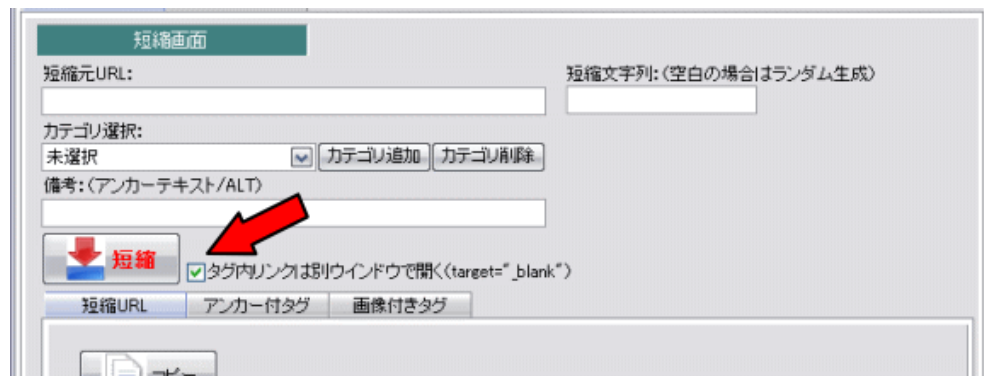 短縮画面
短縮元URL:
短縮文字列:(空白の場合はランダム生成)
カテゴリ選択:
未選択
カテゴリ追加
カテゴリ削除
備考:(アンカーテキスト/ALT)
短縮
タグ内リンクは別ウインドウで開く(target="_blank")
短縮URL
アンカー付タグ
画像付きタグ
コピー